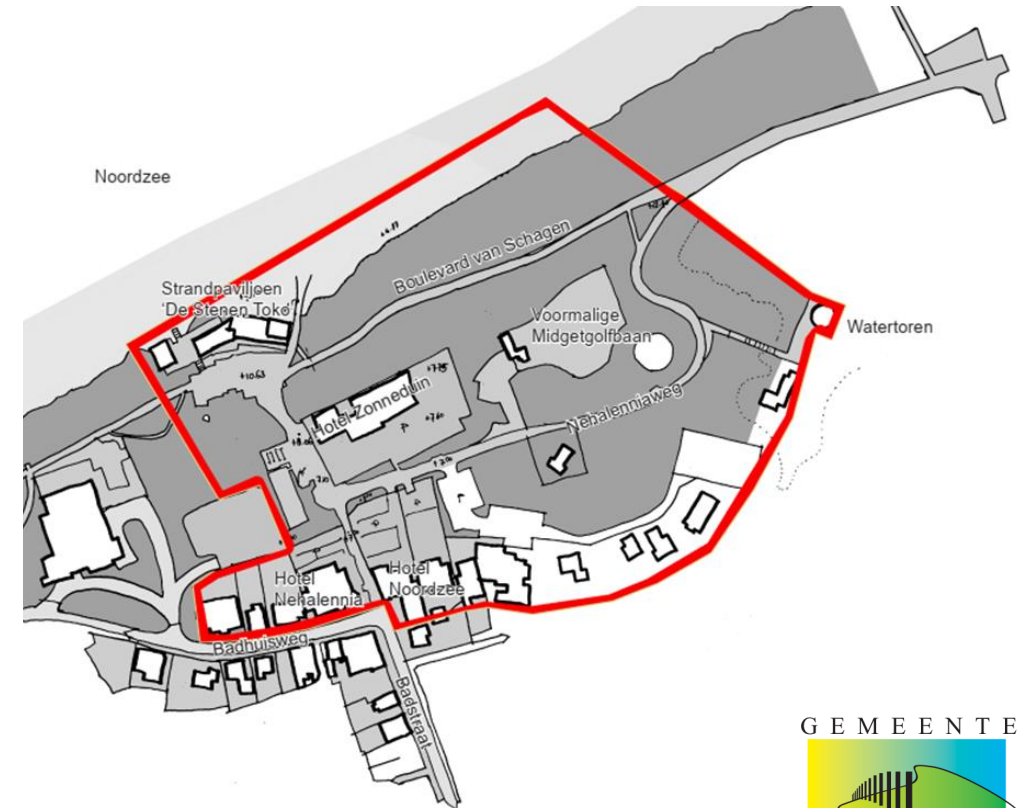 Noordzee
Strandpaviljoen
'De Stenen Toko'
Boulevard van Schagen
Voormalige
Midgetgolfbaan
Watertoren
Hotel Zonneduin
Nehalenniaweg
Hotel
Nehalennia
Hotel
Noordzee
Badhuisweg
Badstraat
GEMEENTE